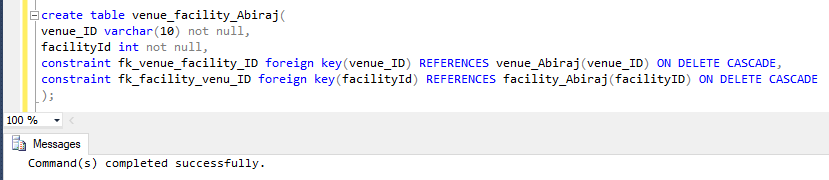 create table venue_facility_Abiraj(
venue_ID varchar(10) not null,
facilityId int not null,
constraint fk_venue_facility_ID foreign key(venue_ID) REFERENCES venue_Abiraj(venue_ID) ON DELETE CASCADE,
constraint fk_facility_venu_ID foreign key(facilityId) REFERENCES facility_Abiraj(facilityID) ON DELETE CASCADE
);
100 %
Messages
Command(s) completed successfully.